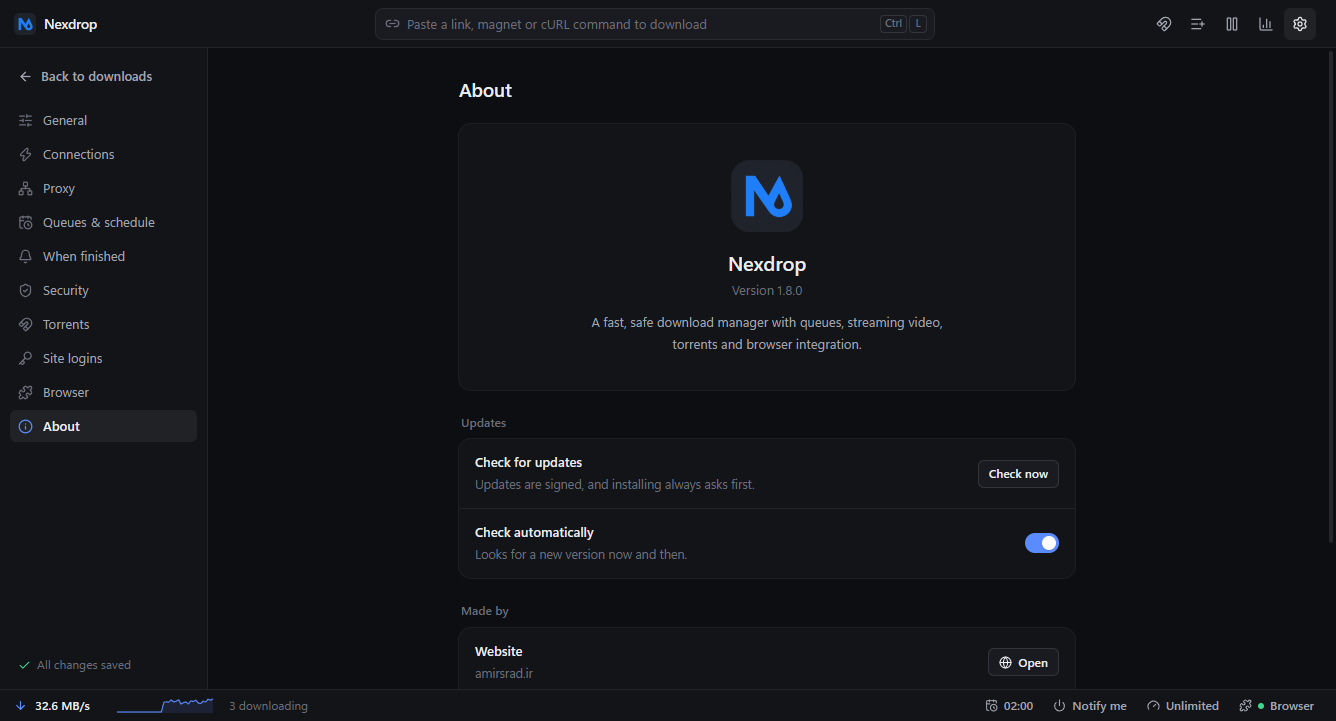 Nexdrop
Paste a link, magnet or cURL command to download
Ctrl L
Back to downloads
General
Connections
Proxy
Queues & schedule
When finished
Security
Torrents
Site logins
Browser
About
All changes saved
About
Nexdrop
Version 1.8.0
A fast, safe download manager with queues, streaming video,
torrents and browser integration.
Updates
Check for updates
Updates are signed, and installing always asks first.
Check now
Check automatically
Looks for a new version now and then.
Made by
Website
amirsrad.ir
Open
32.6 MB/s
3 downloading
02:00
Notify me
Unlimited
Browser